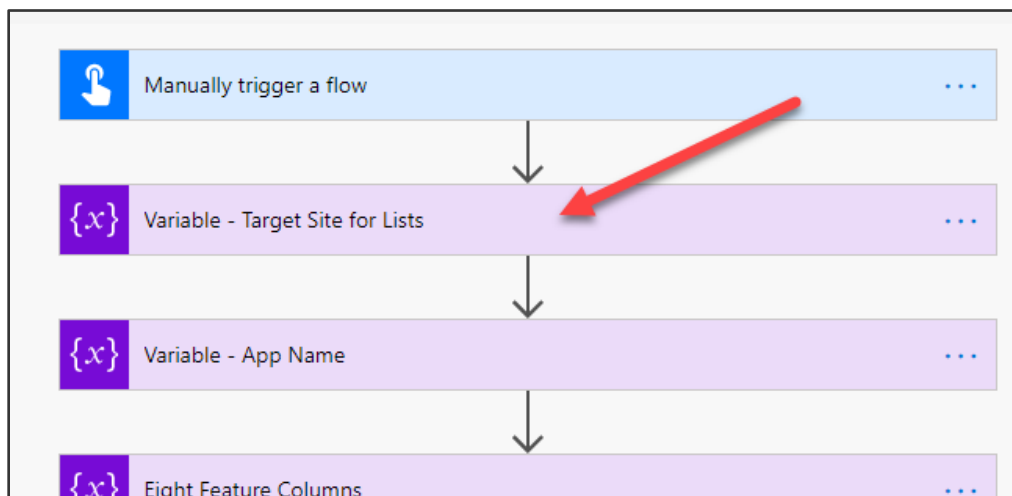 Manually trigger a flow
...
{x} Variable - Target Site for Lists
...
{x} Variable - App Name
...
{x} Eight Feature Columns
...